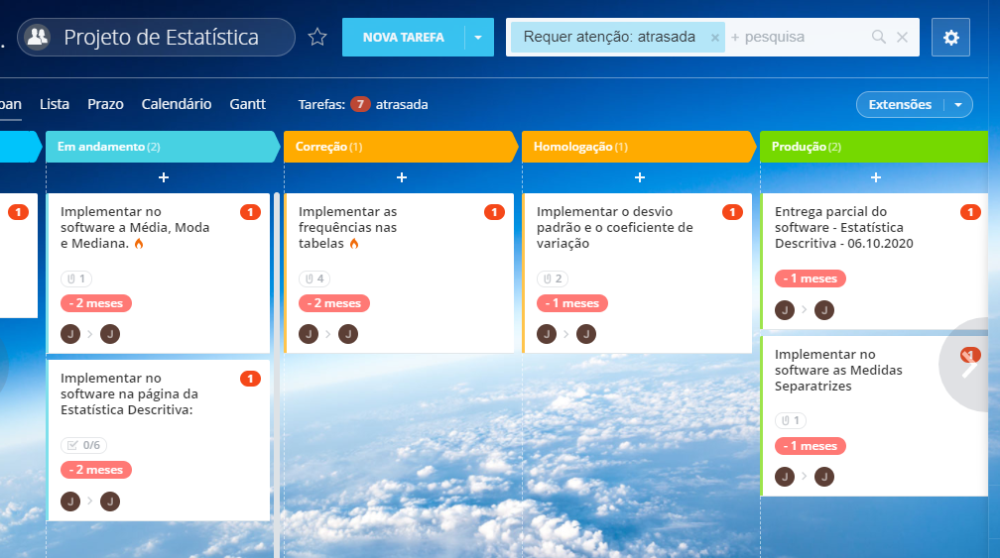 Projeto de Estatística
NOVA TAREFA
Requer atenção: atrasada ×
+ pesquisa
Lista
Prazo
Calendário
Gantt
Tarefas: 7 atrasada
Extensões
Em andamento (2)
+
1
Implementar no
software a Média, Moda
e Mediana.
1
1
- 2 meses
J > J
Implementar no
software na página da
Estatística Descritiva:
1
0/6
- 2 meses
J > J
Correção (1)
+
Implementar as
frequências nas
tabelas
1
4
- 2 meses
J > J
Homologação (1)
+
Implementar o desvio
padrão e o coeficiente de
variação
1
2
- 1 meses
J > J
Produção (2)
+
Entrega parcial do
software - Estatística
Descritiva - 06.10.2020
1
- 1 meses
J > J
Implementar no
software as Medidas
Separatrizes
1
1
- 1 meses
J > J